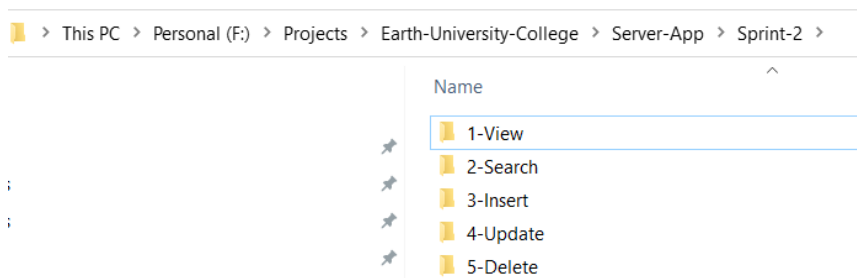 This PC > Personal (F:) > Projects > Earth-University-College > Server-App > Sprint-2 >
Name
1-View
2-Search
3-Insert
4-Update
5-Delete